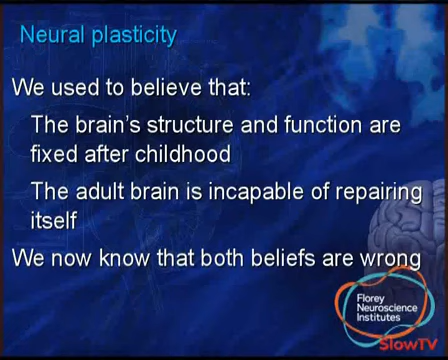 Neural plasticity
We used to believe that:
The brain's structure and function are
fixed after childhood
The adult brain is incapable of repairing
itself
We now know that both beliefs are wrong
Florey
Neuroscience
Institutes
SlowTV